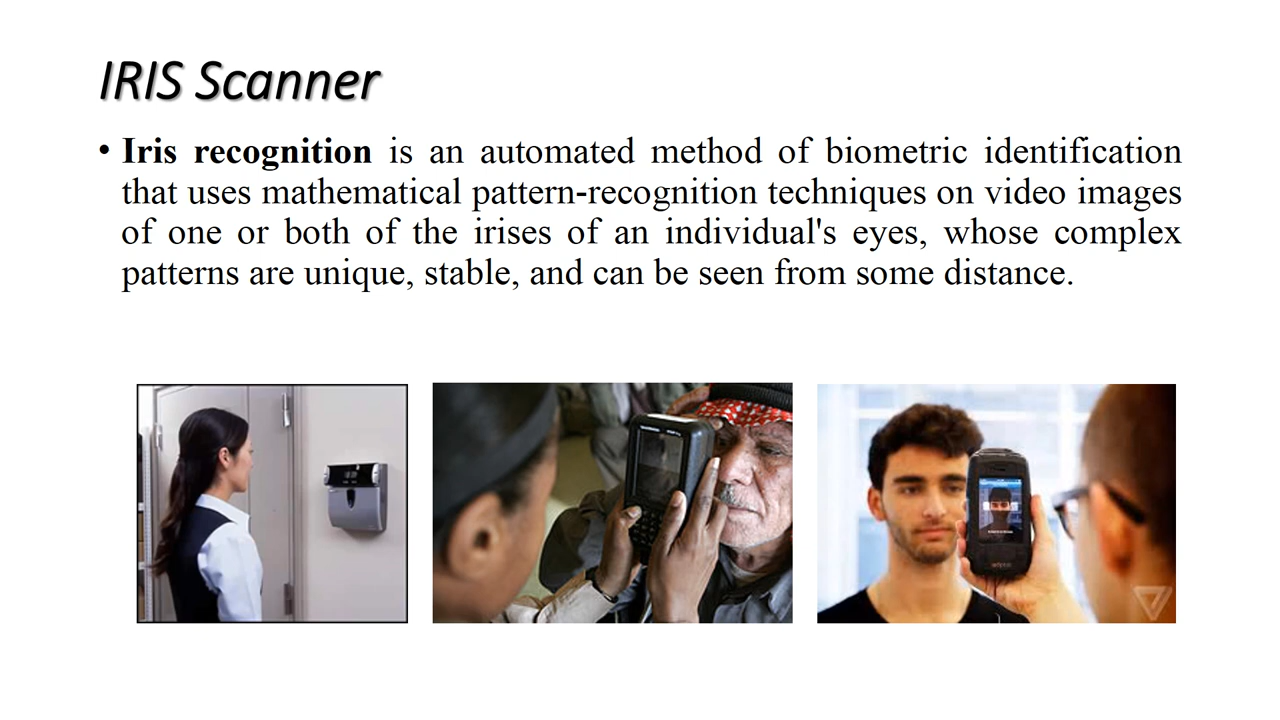 IRIS Scanner
• Iris recognition is an automated method of biometric identification
that uses mathematical pattern-recognition techniques on video images
of one or both of the irises of an individual's eyes, whose complex
patterns are unique, stable, and can be seen from some distance.